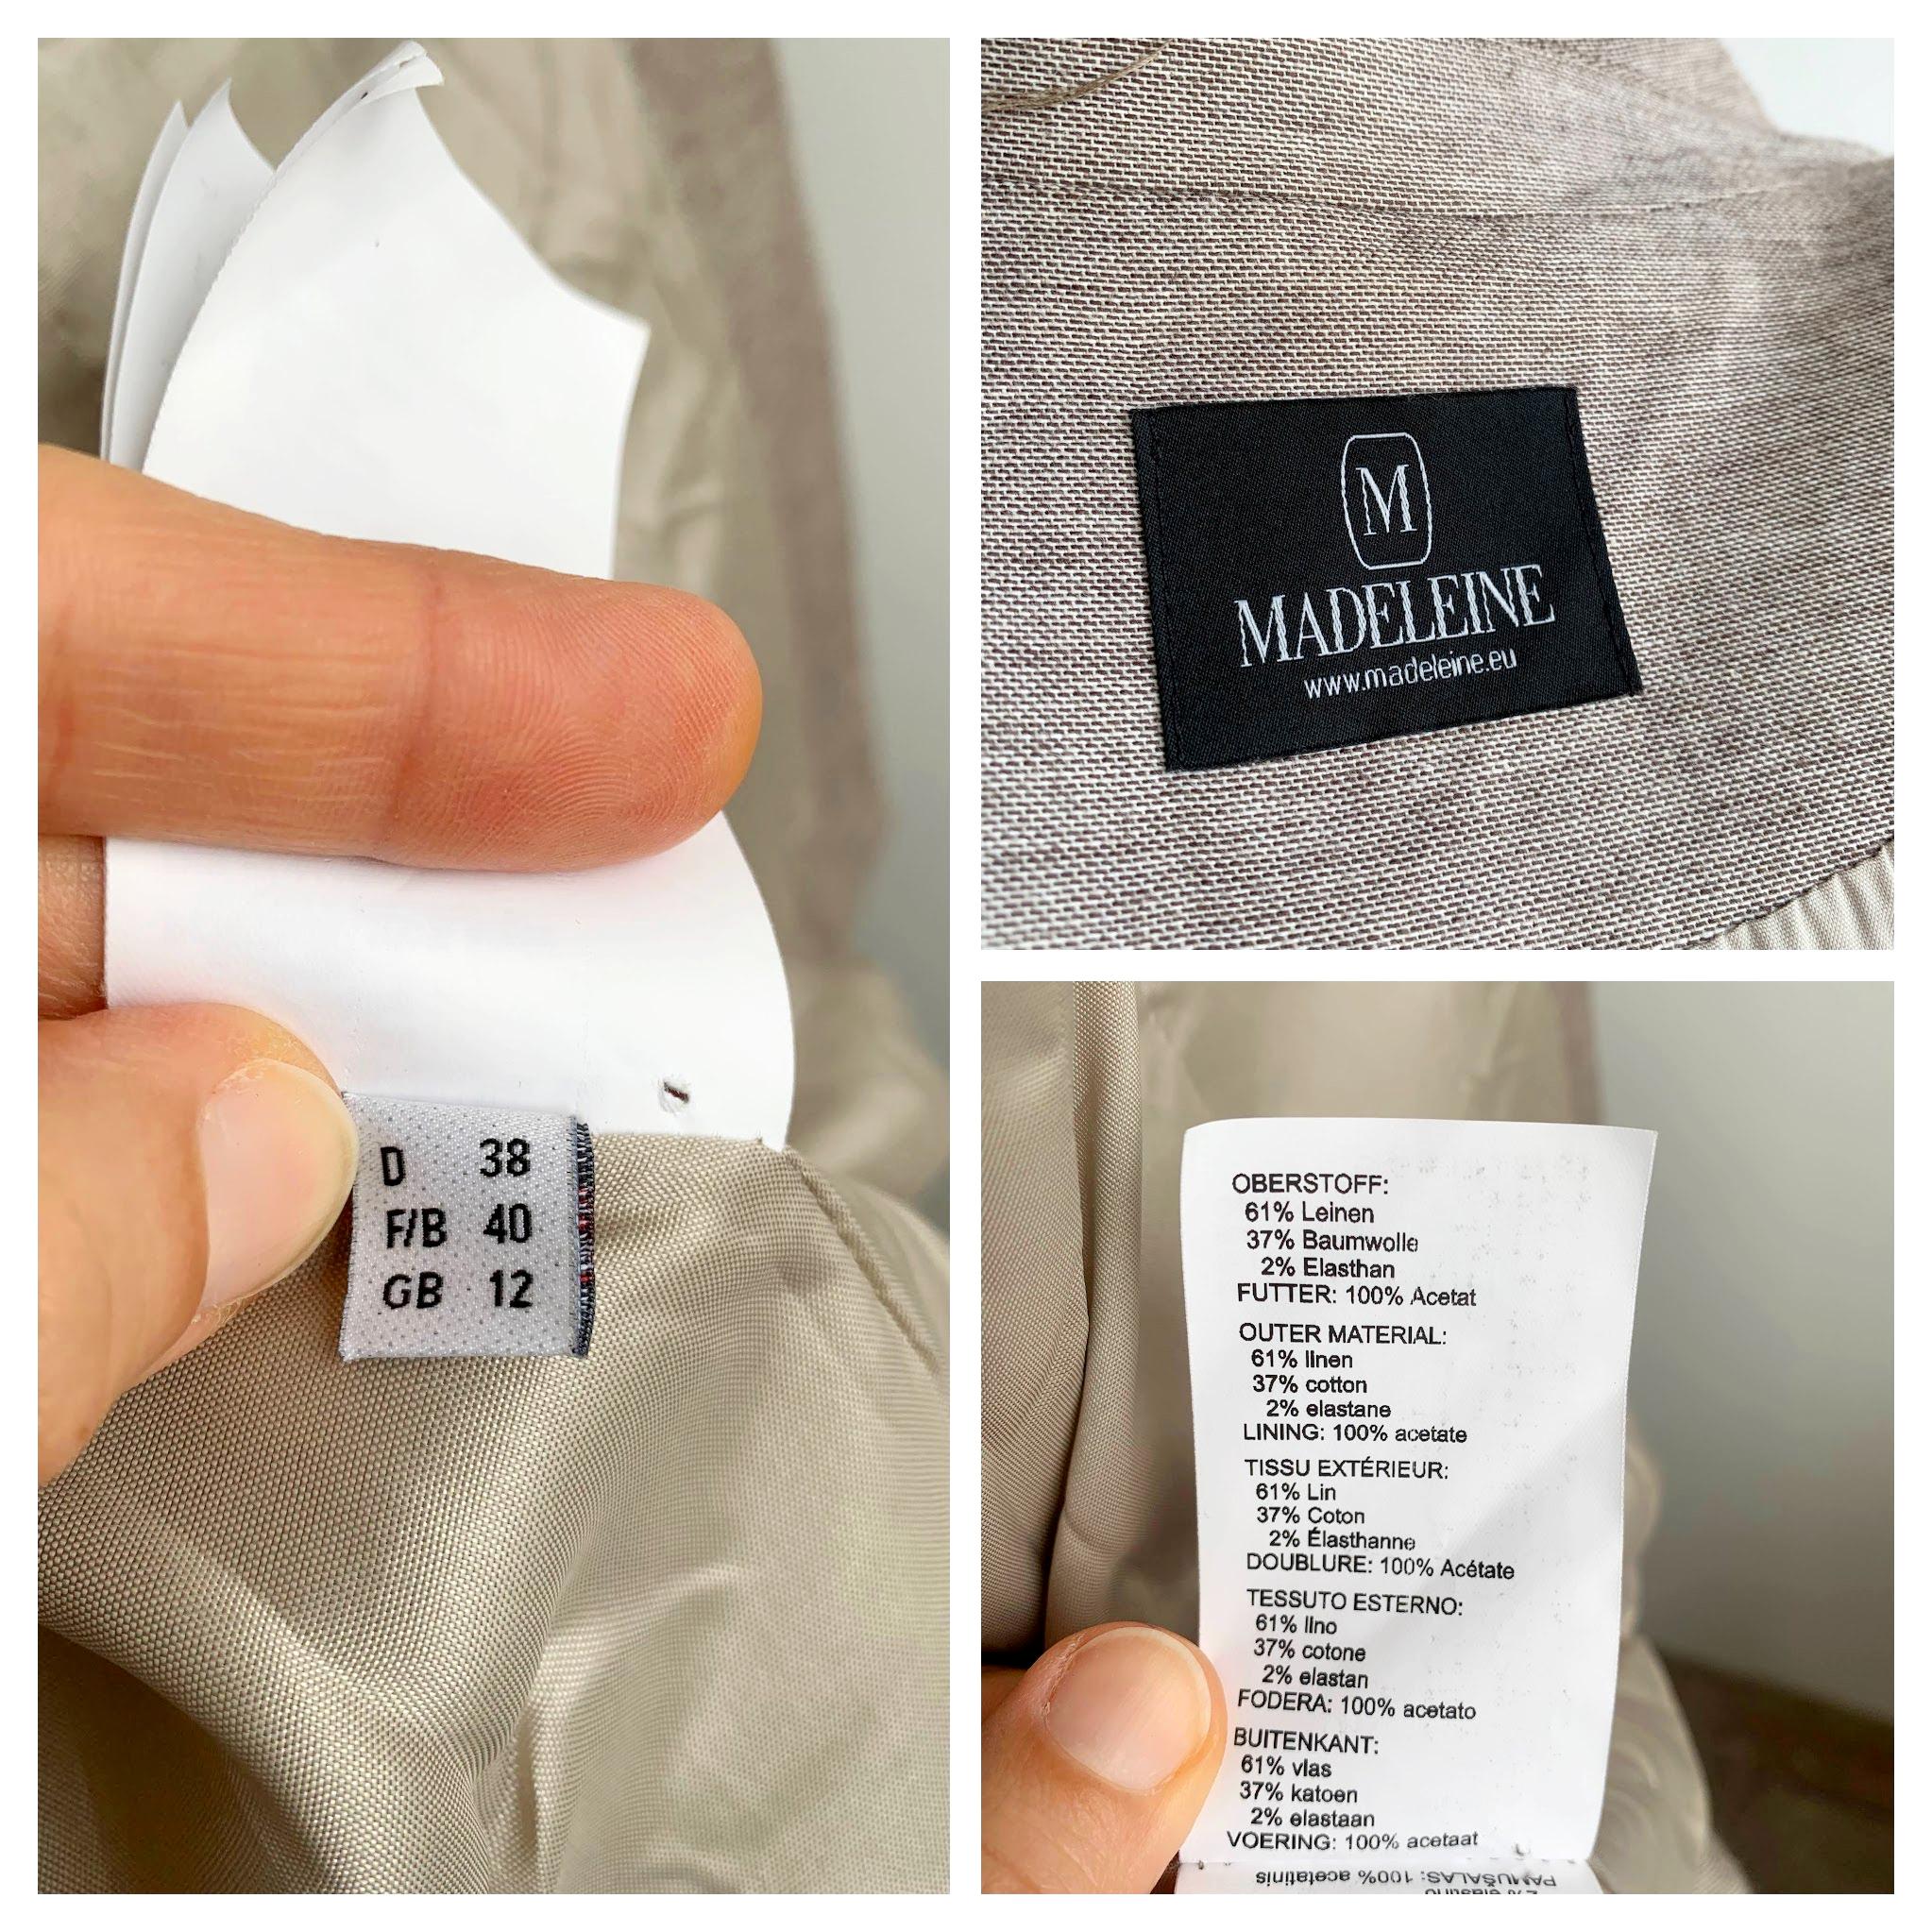 D 38
F/B 40
GB 12
M
MADELEINE
www.madeleine.eu
OBERSTOFF:
61% Leinen
37% Baumwolle
2% Elasthan
FUTTER: 100% Acetat
OUTER MATERIAL:
61% linen
37% cotton
2% elastane
LINING: 100% acetate
TISSU EXTÉRIEUR:
61% Lin
37% Coton
2% Élasthanne
DOUBLURE: 100% Acétate
TESSUTO ESTERNO:
61% lino
37% cotone
2% elastan
FODERA: 100% acetato
BUITENKANT:
61% vlas
37% katoen
2% elastaan
VOERING: 100% acetaat
PAMUŠALAS: 100% acetatinis